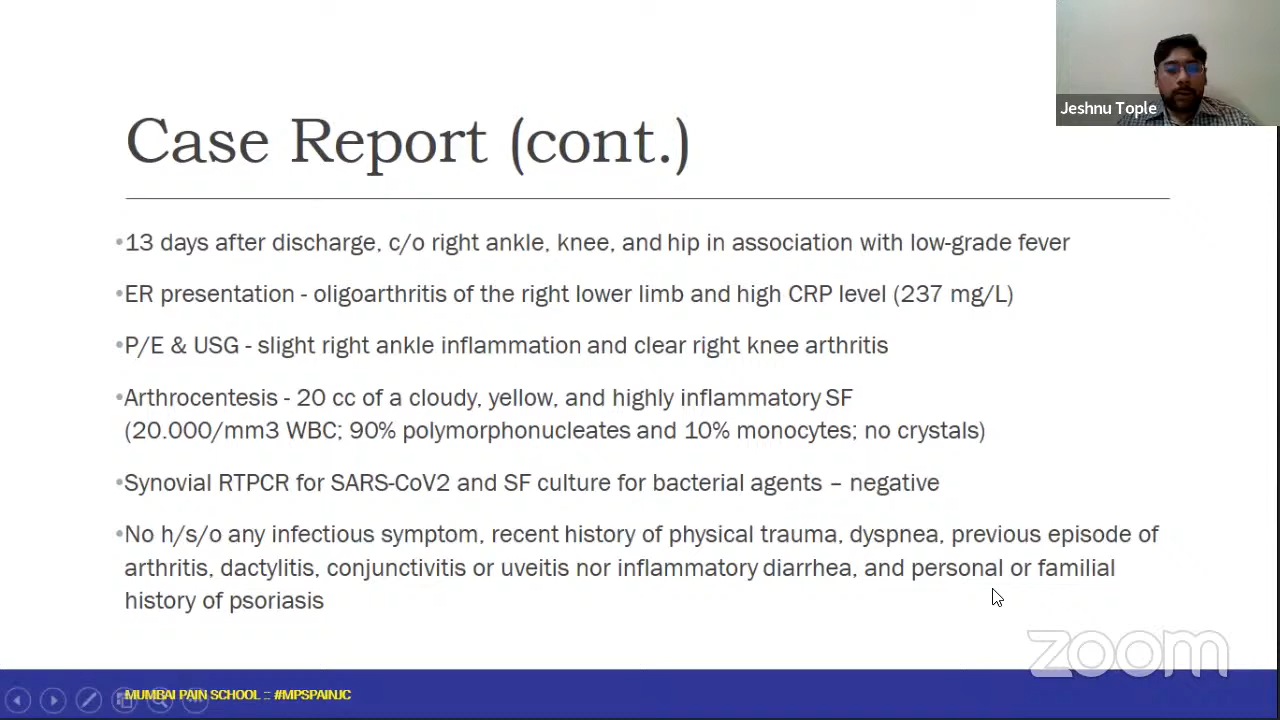 Jeshnu Tople
Case Report (cont.)
•13 days after discharge, c/o right ankle, knee, and hip in association with low-grade fever
•ER presentation - oligoarthritis of the right lower limb and high CRP level (237 mg/L)
•P/E & USG - slight right ankle inflammation and clear right knee arthritis
•Arthrocentesis - 20 cc of a cloudy, yellow, and highly inflammatory SF
(20.000/mm3 WBC; 90% polymorphonucleates and 10% monocytes; no crystals)
•Synovial RTPCR for SARS-CoV2 and SF culture for bacterial agents – negative
•No h/s/o any infectious symptom, recent history of physical trauma, dyspnea, previous episode of
arthritis, dactylitis, conjunctivitis or uveitis nor inflammatory diarrhea, and personal or familial
history of psoriasis
zoom
MUMBAI PAIN SCHOOL :: #MPSPAINJC